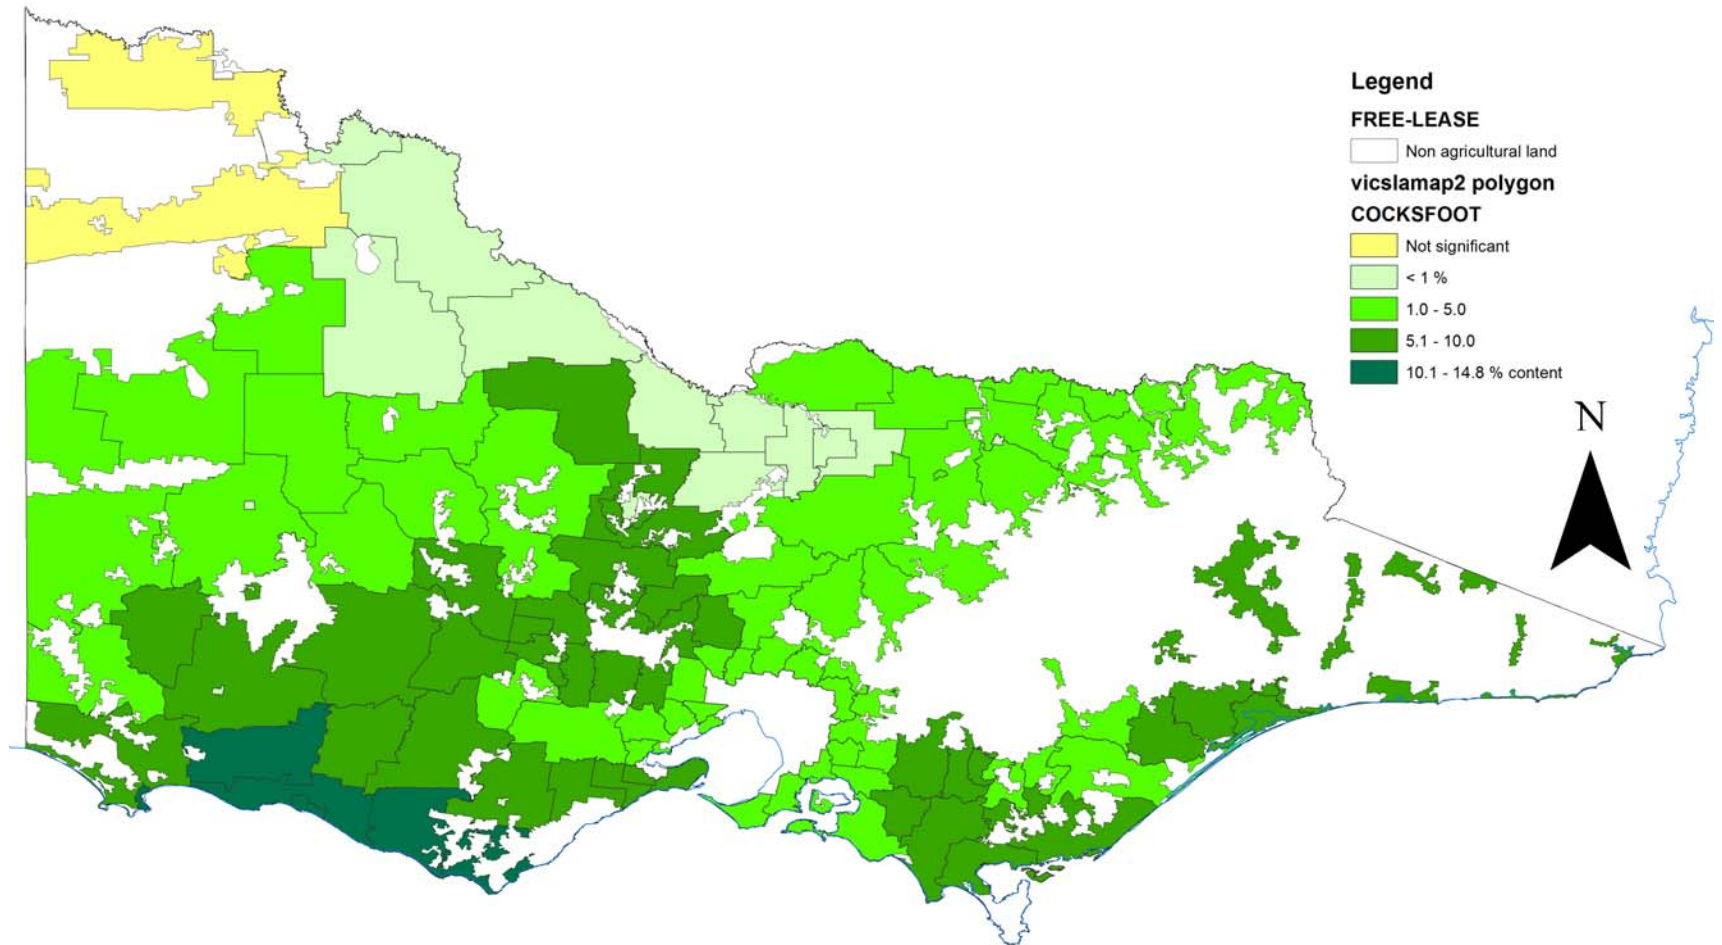 Legend
FREE-LEASE
Non agricultural land
vicslamap2 polygon
COCKSFOOT
Not significant
< 1 %
1.0 - 5.0
5.1 - 10.0
10.1 - 14.8 % content
N